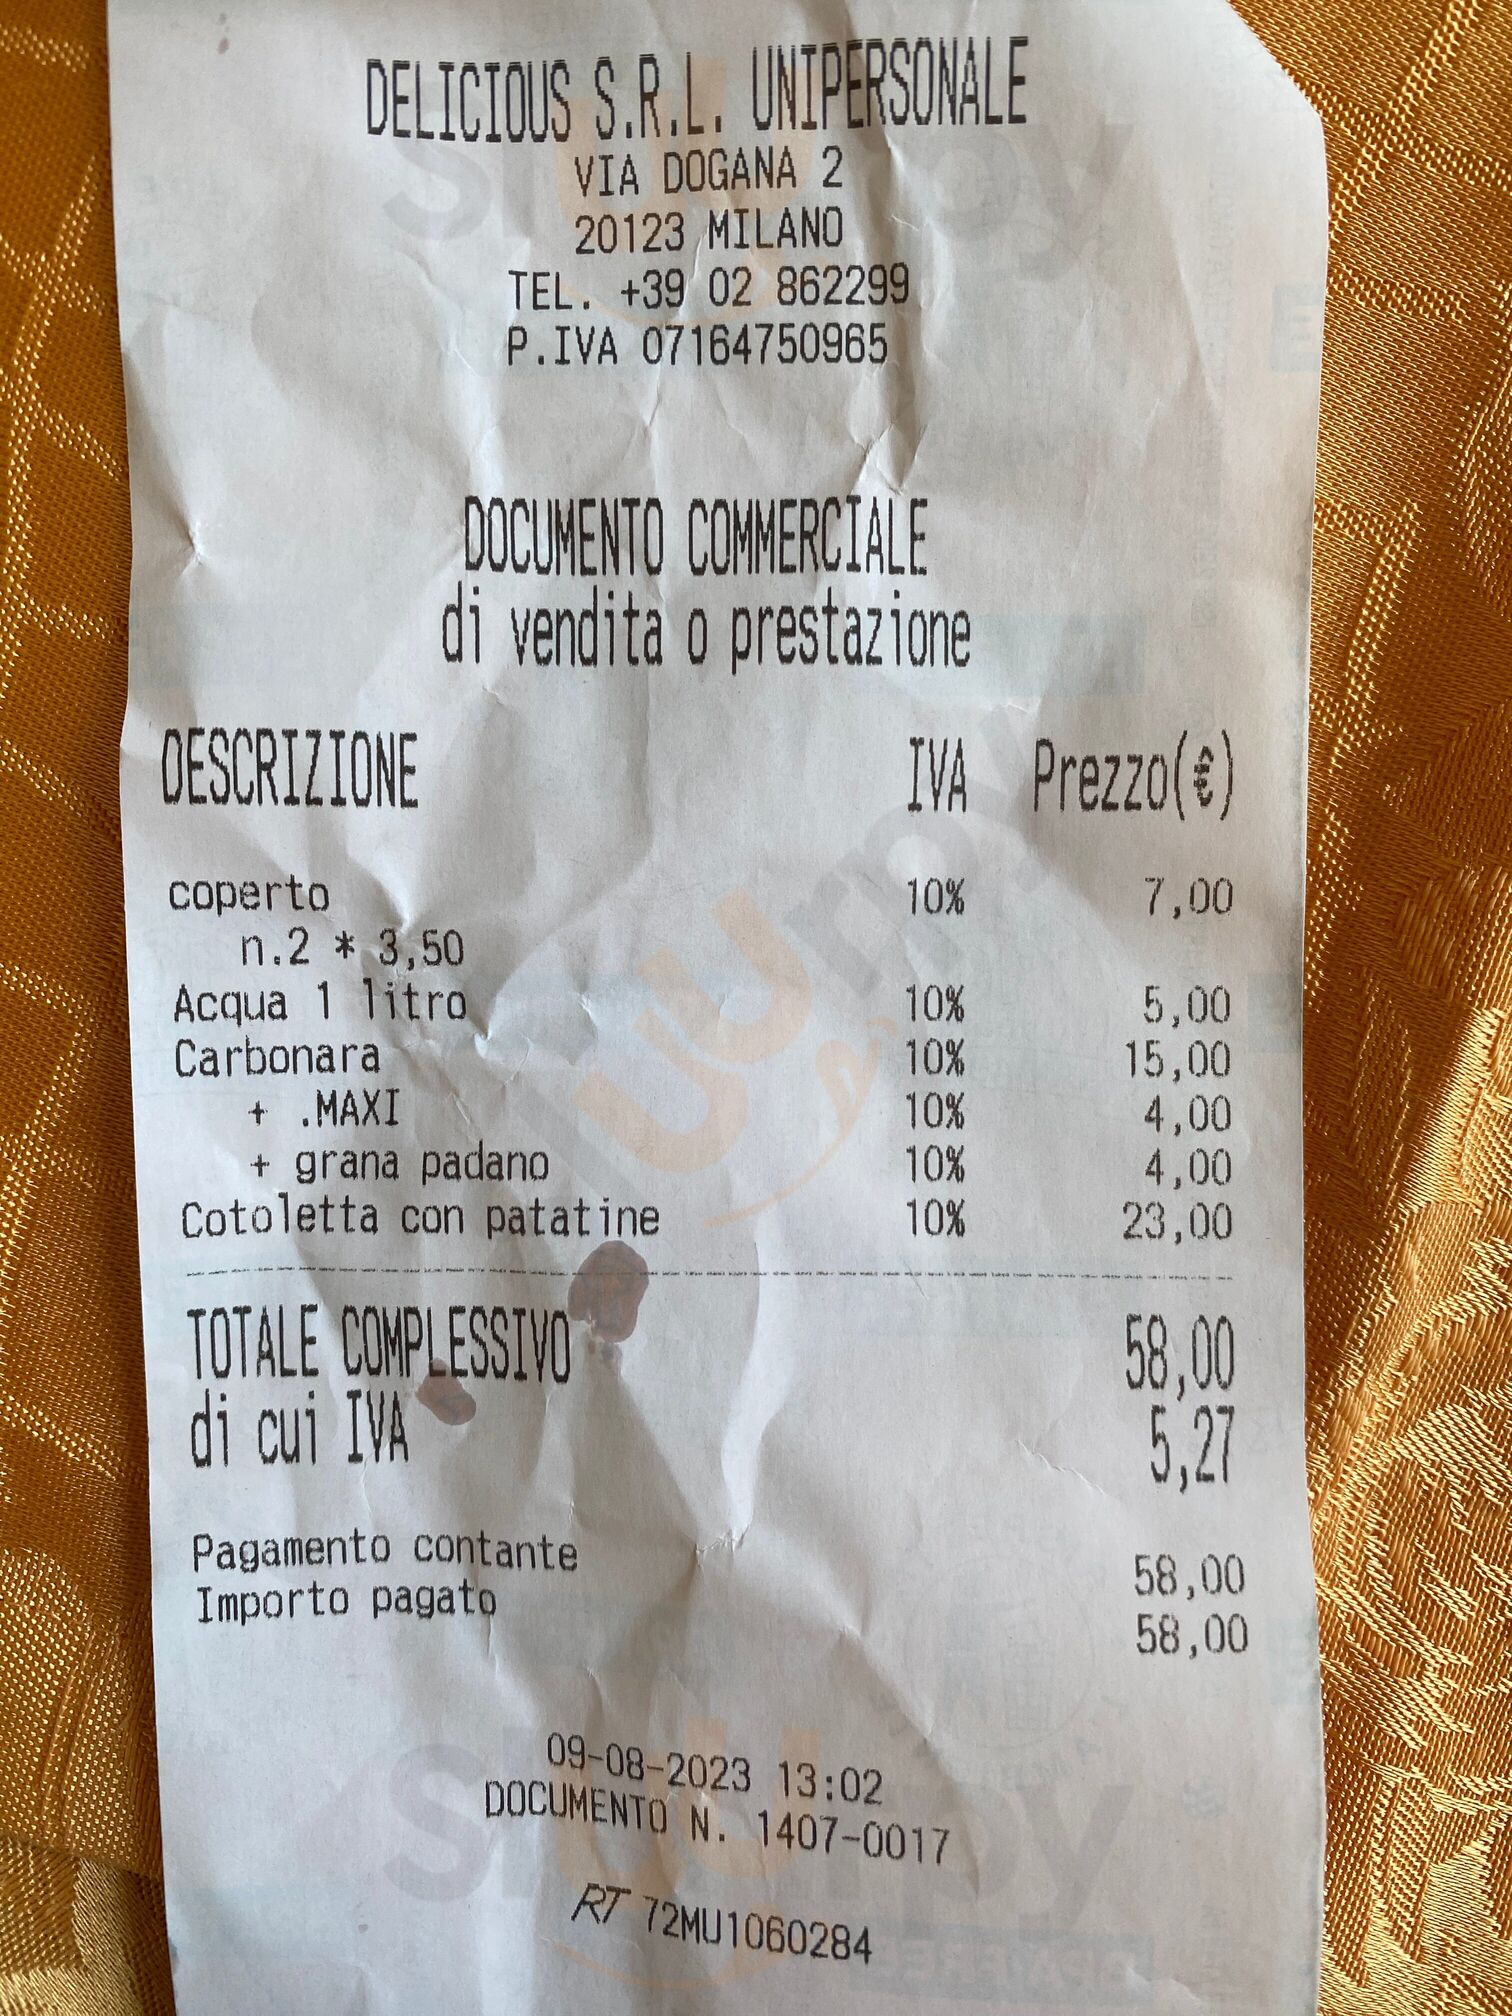 DELICIOUS S.R.L. UNIPERSONALE
VIA DOGANA 2
20123 MILANO
TEL. +39 02 862299
P.IVA 07164750965
DOCUMENTO COMMERCIALE
di vendita o prestazione
DESCRIZIONE IVA Prezzo(€)
coperto 10% 7,00
n.2 * 3,50
Acqua 1 litro 10% 5,00
Carbonara 10% 15,00
+ .MAXI 10% 4,00
+ grana padano 10% 4,00
Cotoletta con patatine 10% 23,00
TOTALE COMPLESSIVO 58,00
di cui IVA 5,27
Pagamento contante 58,00
Importo pagato 58,00
09-08-2023 13:02
DOCUMENTO N. 1407-0017
RT 72MU1060284